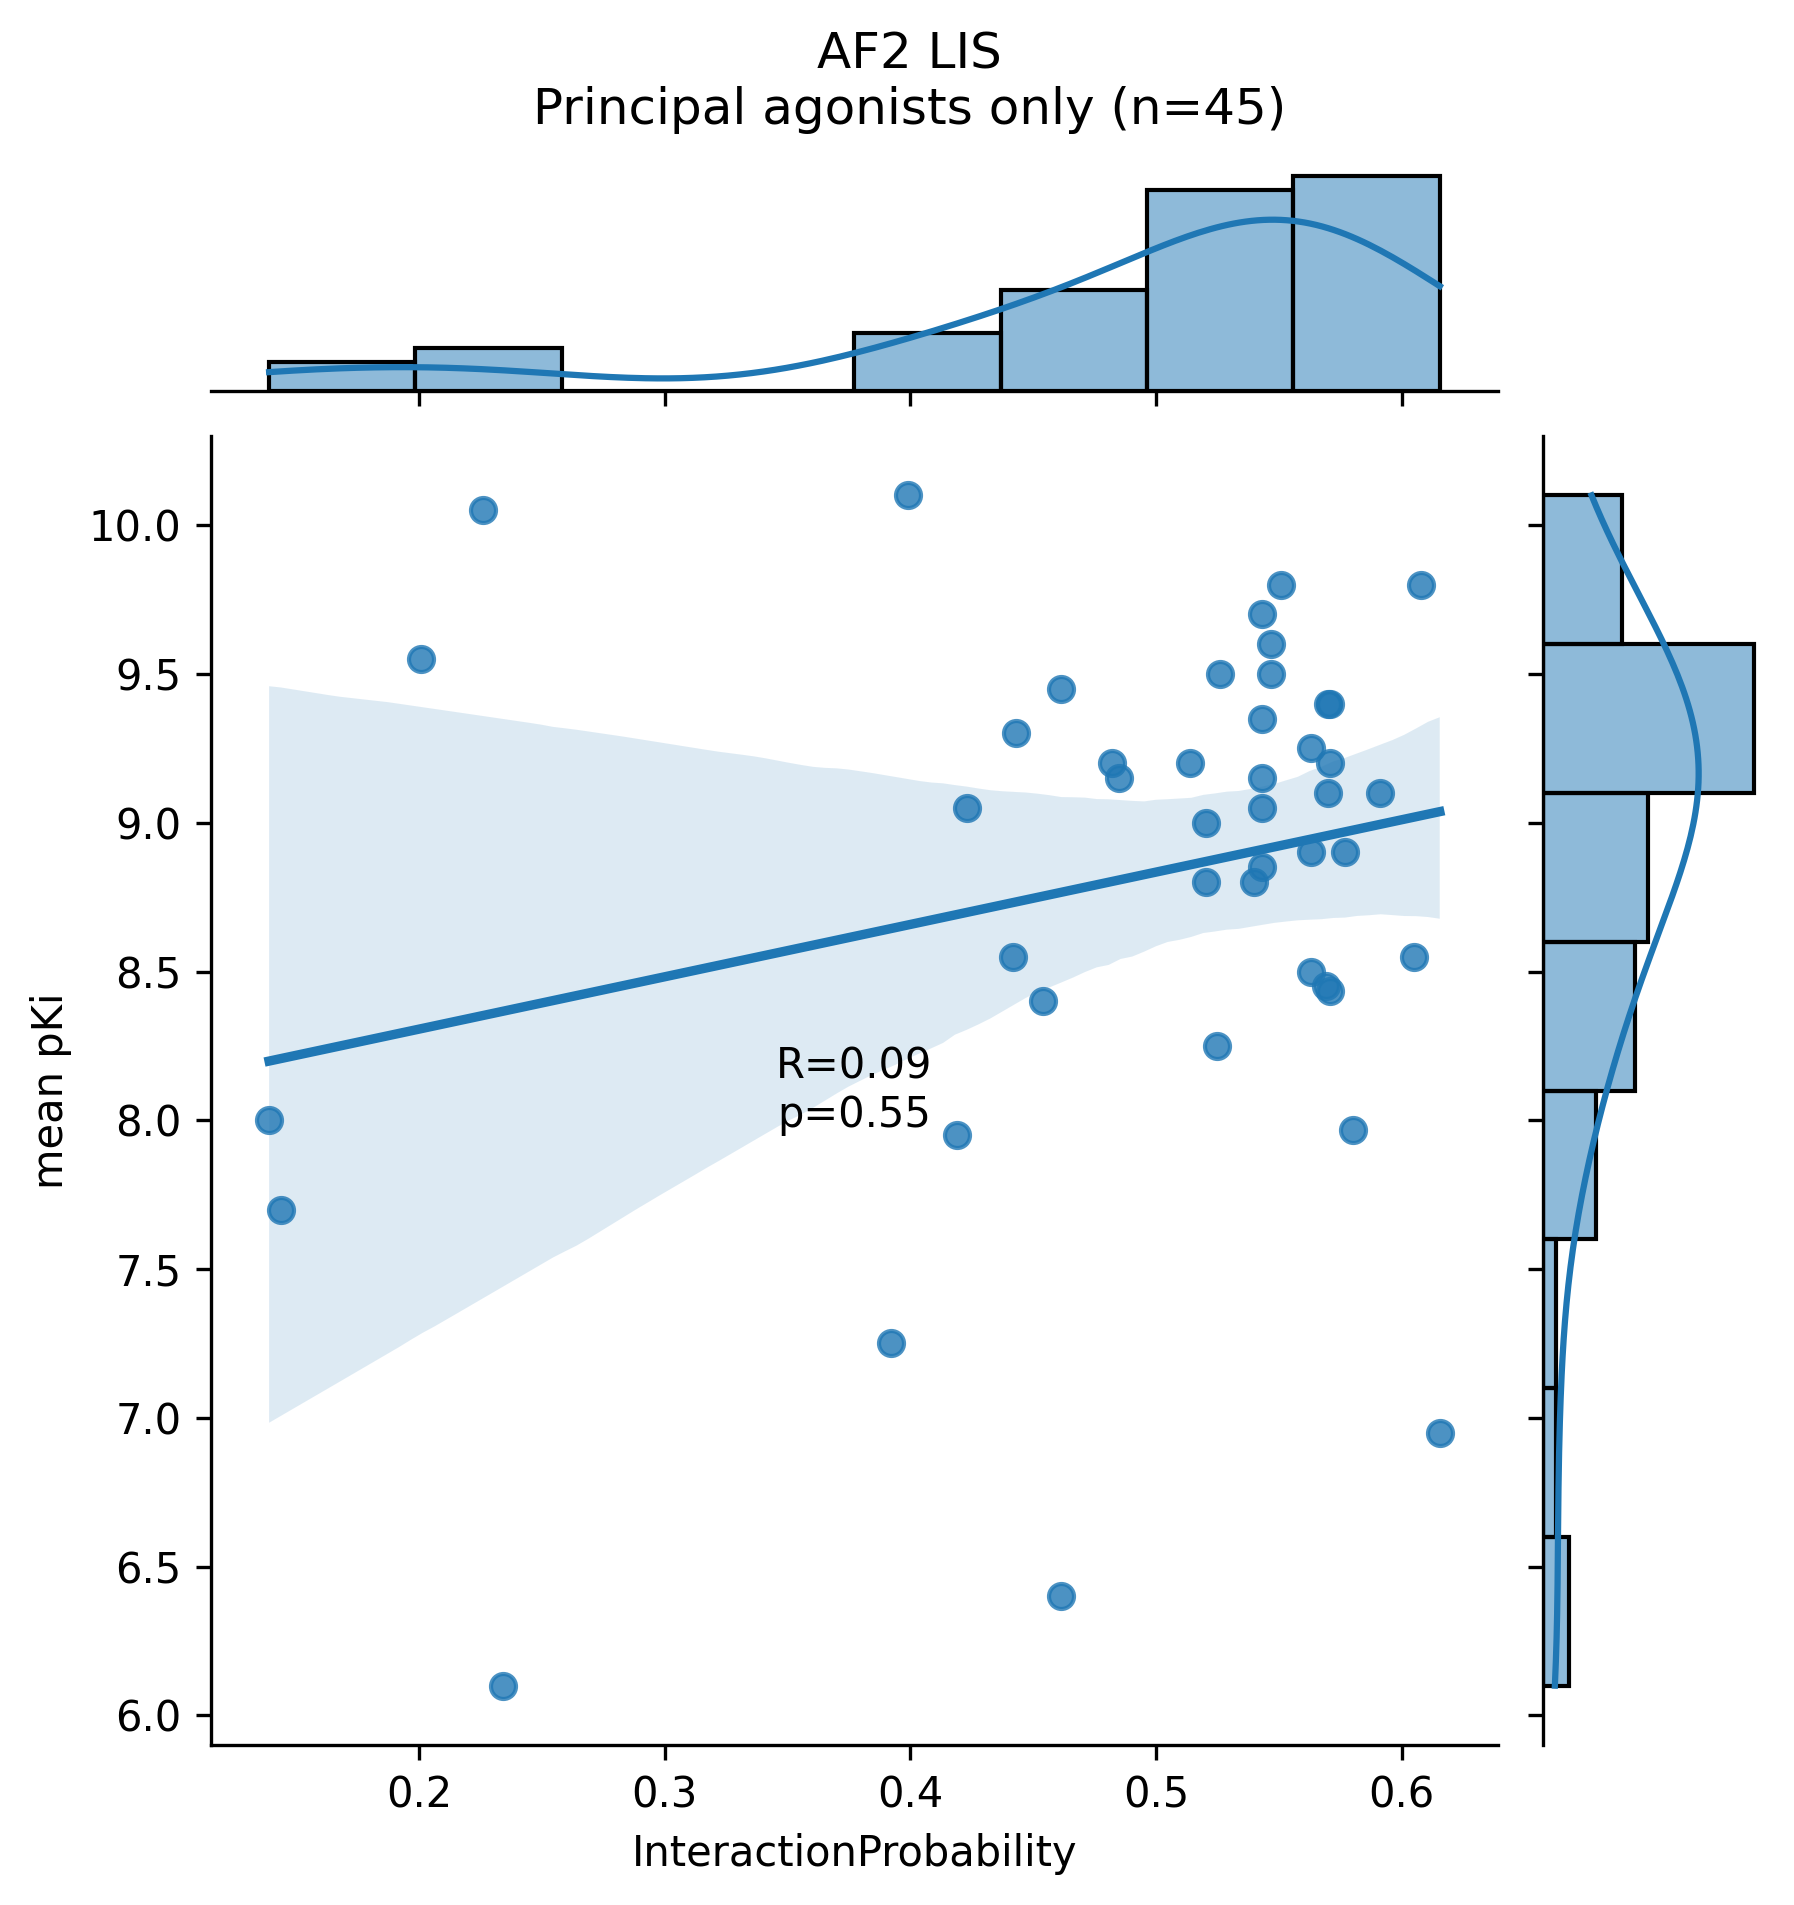 AF2 LIS
Principal agonists only (n=45)
10.0
9.5
9.0
8.5
8.0
7.5
7.0
6.5
6.0
mean pKi
R=0.09
p=0.55
0.2 0.3 0.4 0.5 0.6
InteractionProbability